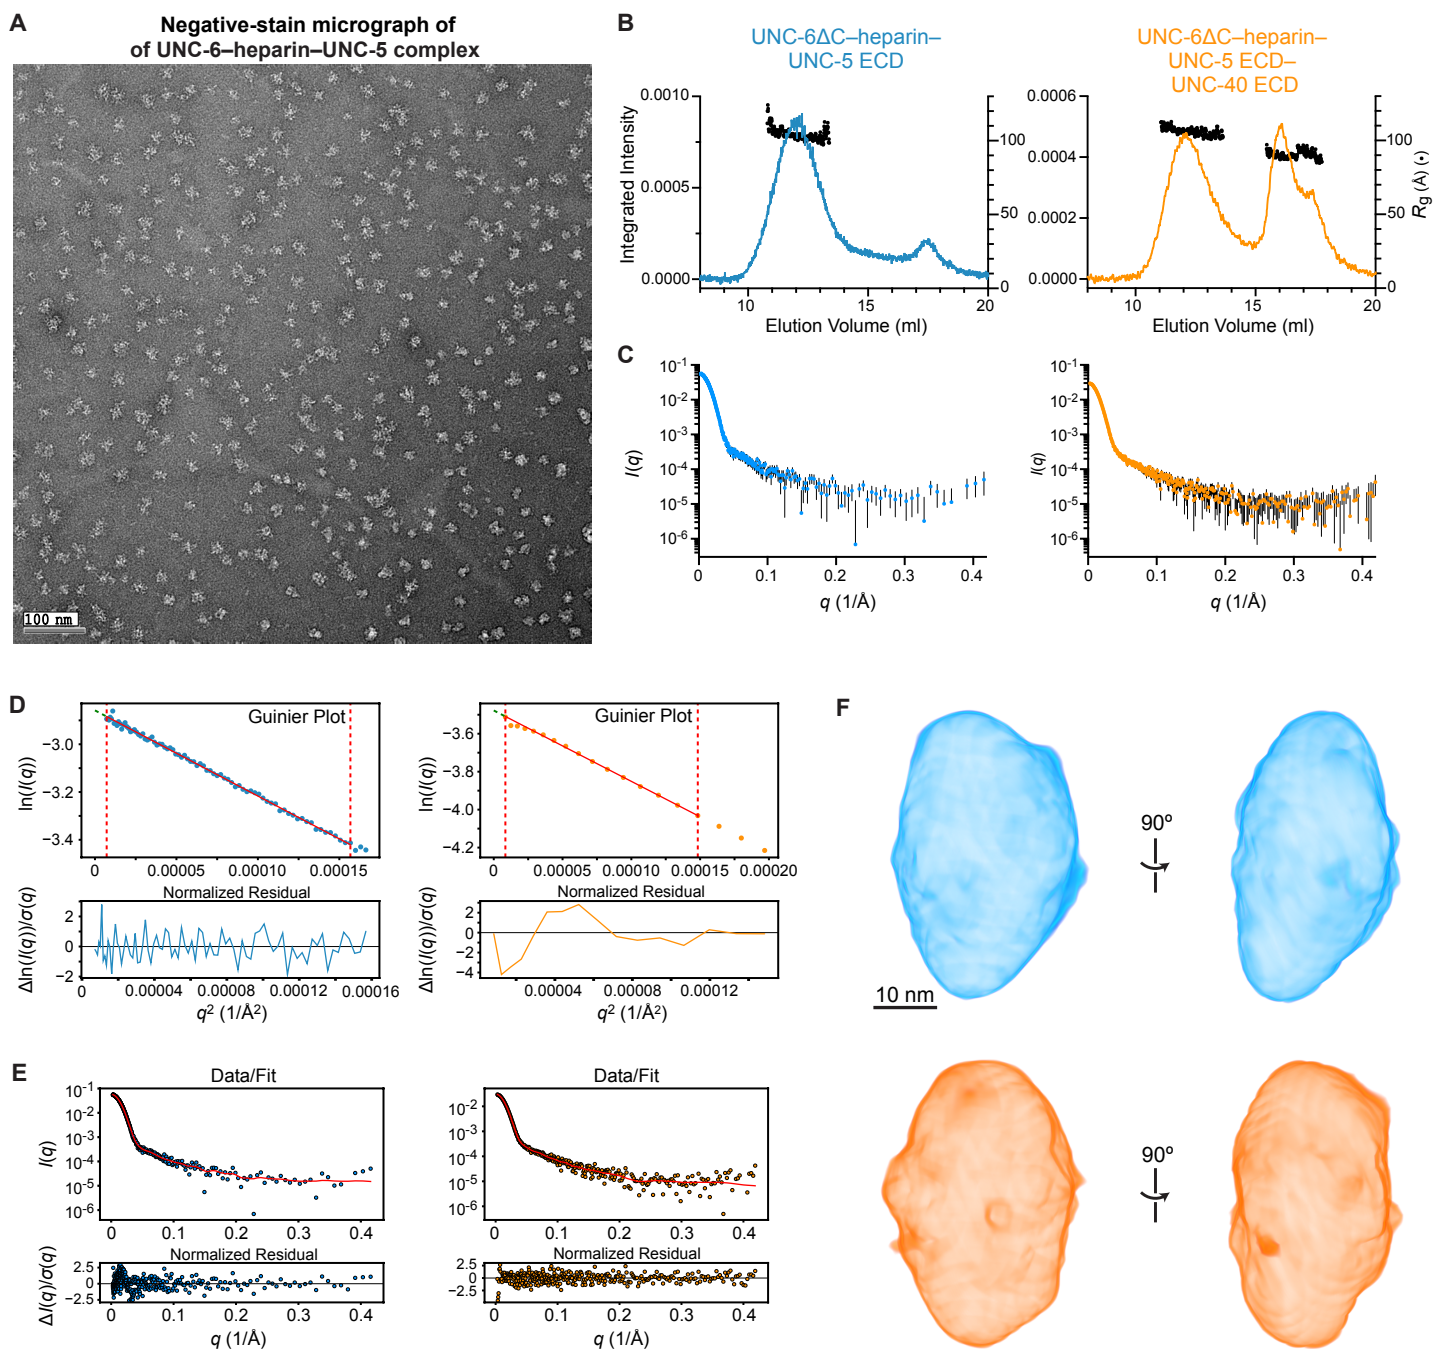 A
Negative-stain micrograph of
of UNC-6–heparin–UNC-5 complex
100 nm
B
UNC-6ΔC–heparin–
UNC-5 ECD
0.0010
0.0005
0.0000
Integrated Intensity
100
50
0
10
15
20
Elution Volume (ml)
UNC-6ΔC–heparin–
UNC-5 ECD–
UNC-40 ECD
0.0006
0.0004
0.0002
0.0000
100
50
0
Rg (Å) (•)
10
15
20
Elution Volume (ml)
C
10⁻¹
10⁻²
10⁻³
10⁻⁴
10⁻⁵
10⁻⁶
I(q)
0
0.1
0.2
0.3
0.4
q (1/Å)
10⁻¹
10⁻²
10⁻³
10⁻⁴
10⁻⁵
10⁻⁶
I(q)
0
0.1
0.2
0.3
0.4
q (1/Å)
D
Guinier Plot
−3.0
−3.2
−3.4
ln(I(q))
0
0.00005
0.00010
0.00015
Normalized Residual
2
0
−2
Δln(I(q))/σ(q)
0
0.00004
0.00008
0.00012
0.00016
q² (1/Å²)
Guinier Plot
−3.6
−3.8
−4.0
−4.2
ln(I(q))
0
0.00005
0.00010
0.00015
0.00020
Normalized Residual
2
0
−2
−4
Δln(I(q))/σ(q)
0.00004
0.00008
0.00012
q² (1/Å²)
E
Data/Fit
10⁻¹
10⁻²
10⁻³
10⁻⁴
10⁻⁵
10⁻⁶
I(q)
0
0.1
0.2
0.3
0.4
Normalized Residual
2.5
0
−2.5
ΔI(q)/σ(q)
0
0.1
0.2
0.3
0.4
q (1/Å)
Data/Fit
10⁻²
10⁻³
10⁻⁴
10⁻⁵
10⁻⁶
0
0.1
0.2
0.3
0.4
Normalized Residual
2.5
0
−2.5
0
0.1
0.2
0.3
0.4
q (1/Å)
F
90º
10 nm
90º